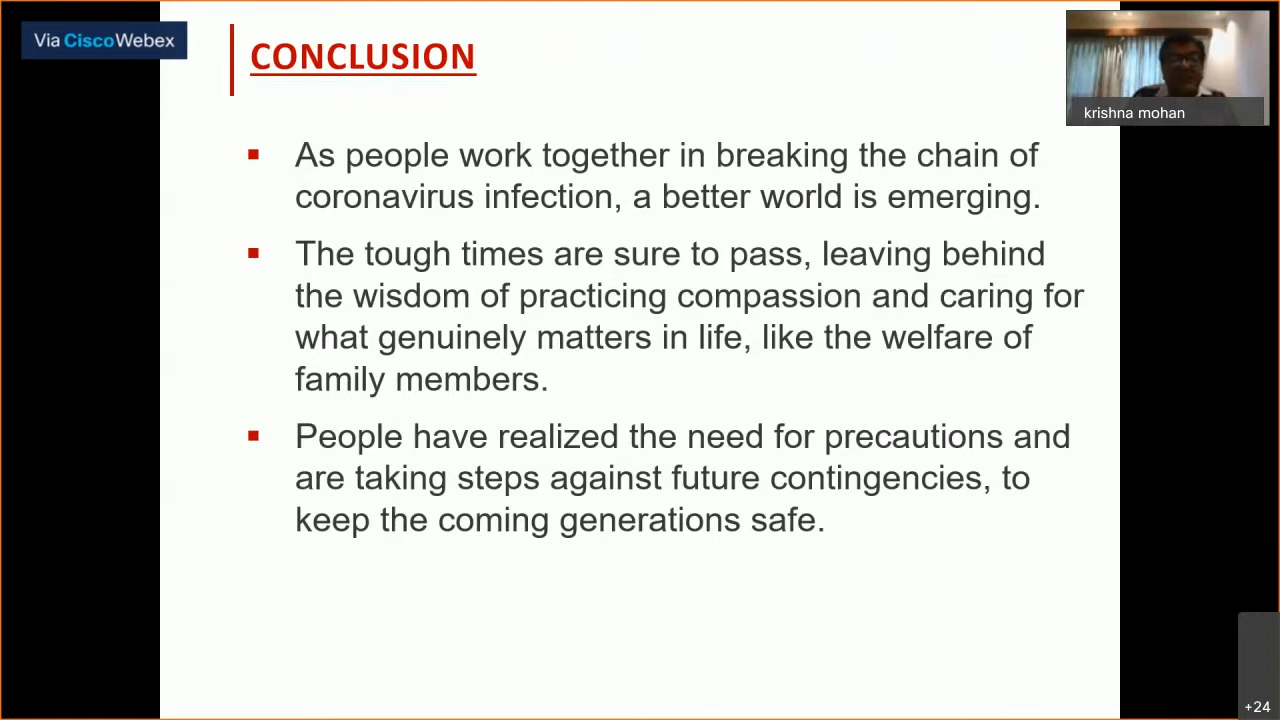 Via CiscoWebex
CONCLUSION
krishna mohan
▪ As people work together in breaking the chain of
coronavirus infection, a better world is emerging.
▪ The tough times are sure to pass, leaving behind
the wisdom of practicing compassion and caring for
what genuinely matters in life, like the welfare of
family members.
▪ People have realized the need for precautions and
are taking steps against future contingencies, to
keep the coming generations safe.
+24